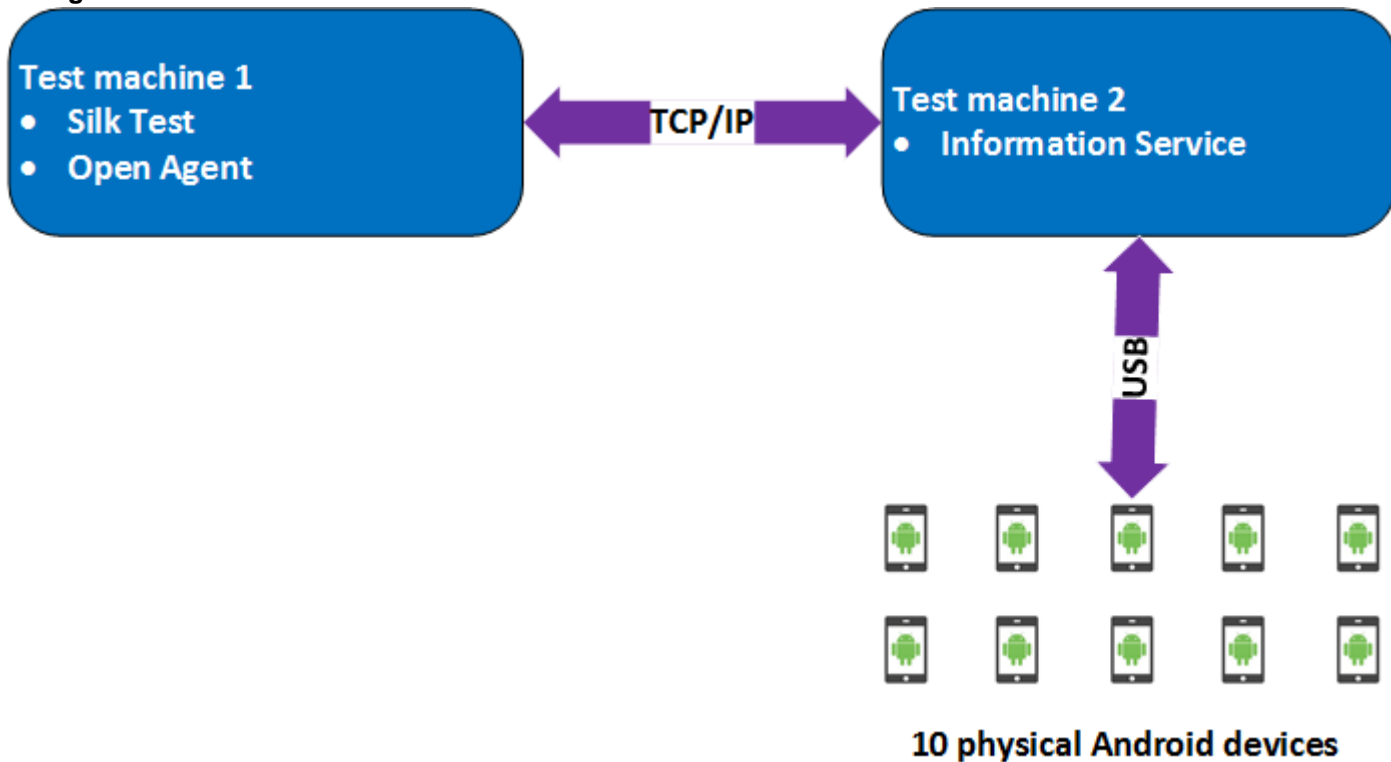 Test machine 1
• Silk Test
• Open Agent
TCP/IP
Test machine 2
• Information Service
USB
10 physical Android devices